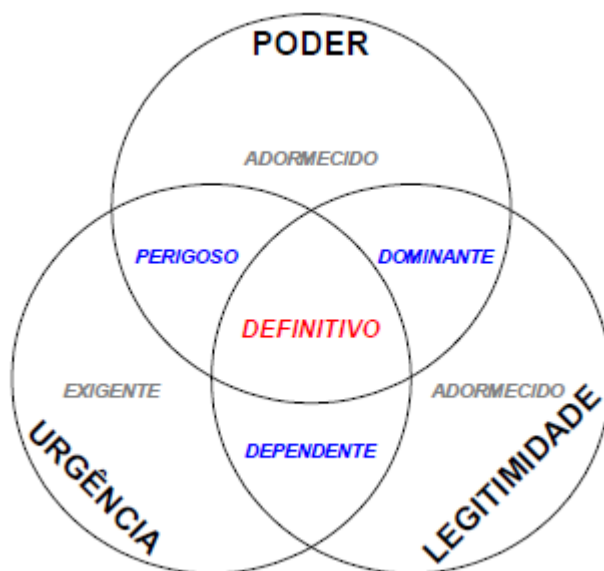 PODER
ADORMECIDO
PERIGOSO
DOMINANTE
DEFINITIVO
EXIGENTE
ADORMECIDO
DEPENDENTE
URGÊNCIA
LEGITIMIDADE